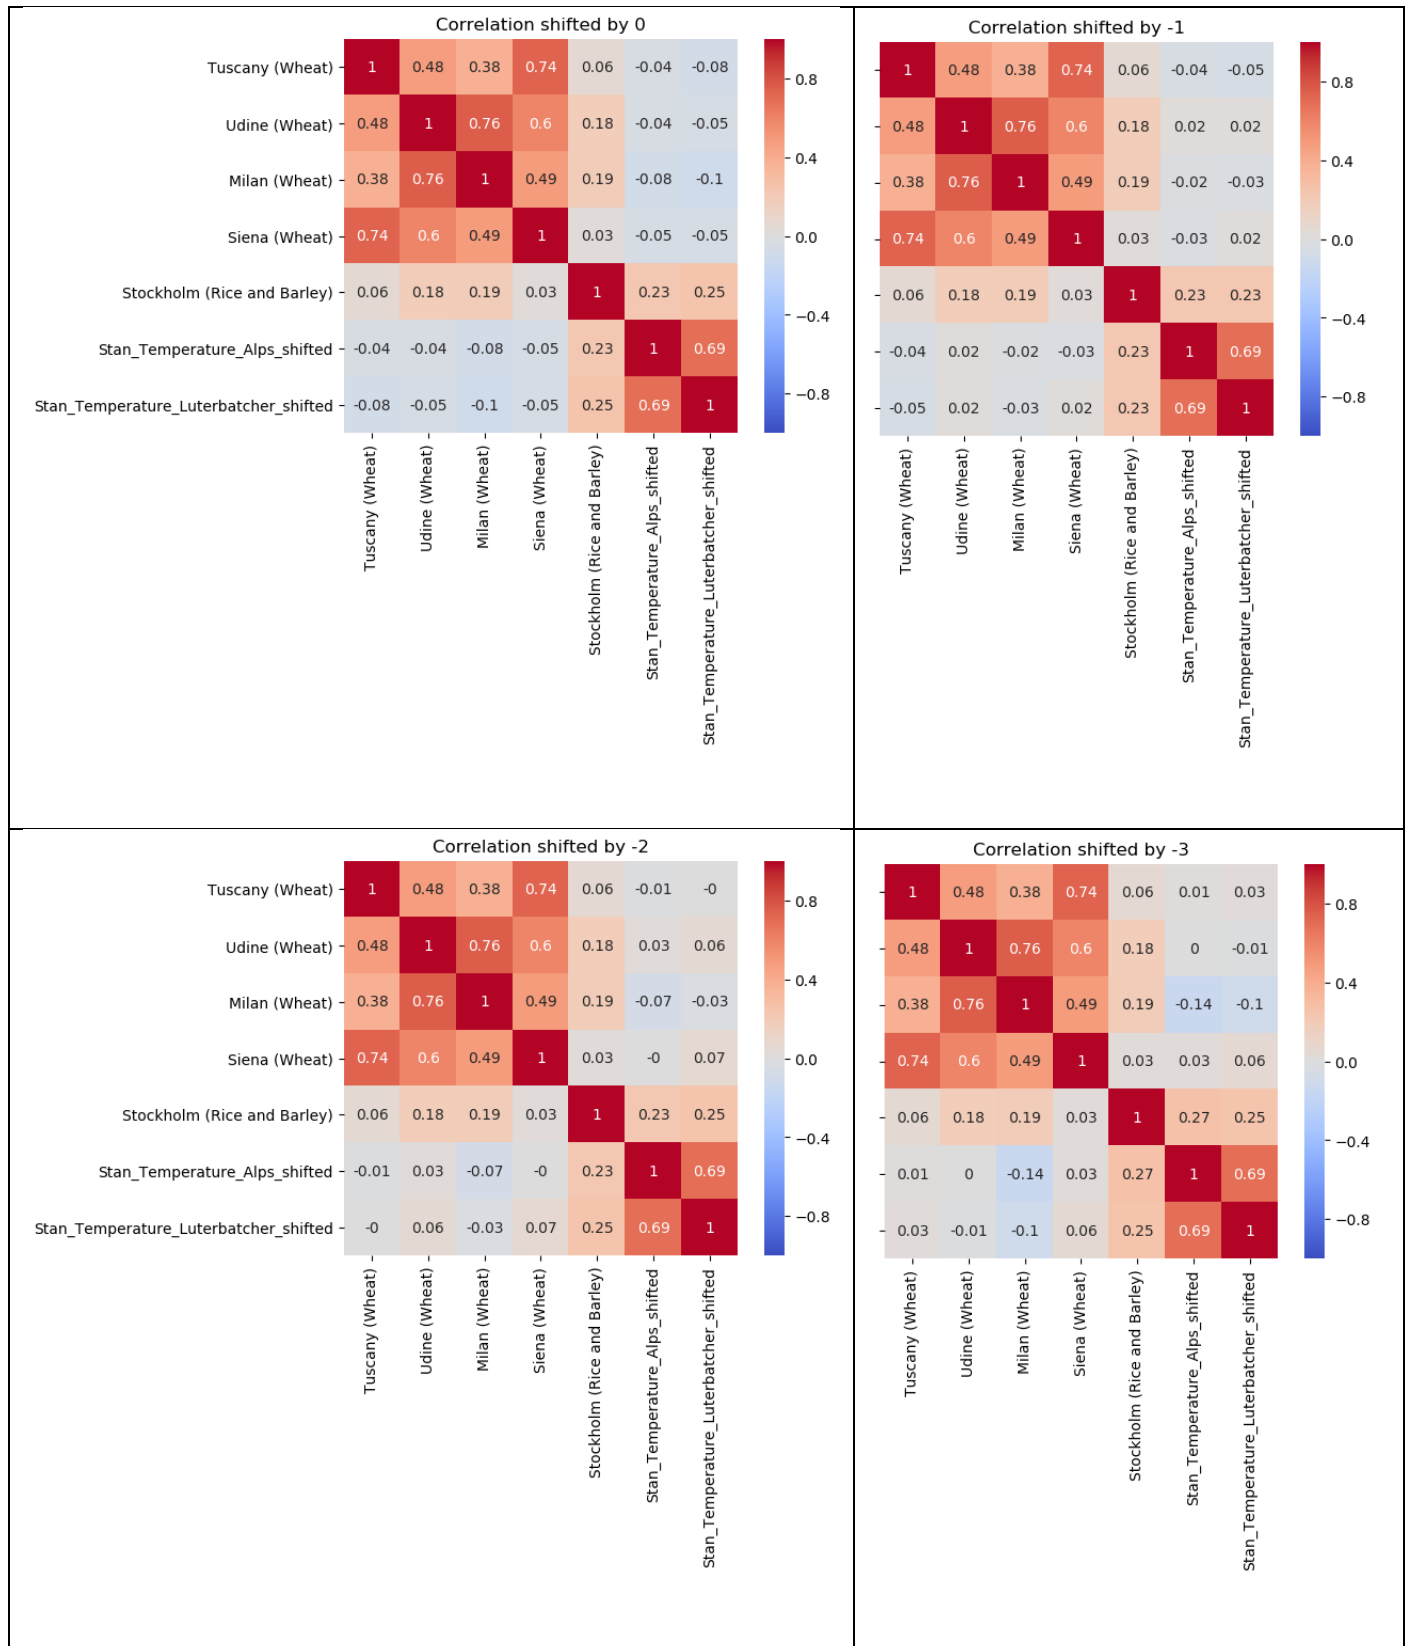 Correlation shifted by 0
Tuscany (Wheat) 1 0.48 0.38 0.74 0.06 -0.04 -0.08
Udine (Wheat) 0.48 1 0.76 0.6 0.18 -0.04 -0.05
Milan (Wheat) 0.38 0.76 1 0.49 0.19 -0.08 -0.1
Siena (Wheat) 0.74 0.6 0.49 1 0.03 -0.05 -0.05
Stockholm (Rice and Barley) 0.06 0.18 0.19 0.03 1 0.23 0.25
Stan_Temperature_Alps_shifted -0.04 -0.04 -0.08 -0.05 0.23 1 0.69
Stan_Temperature_Luterbatcher_shifted -0.08 -0.05 -0.1 -0.05 0.25 0.69 1
0.8
0.4
0.0
−0.4
−0.8
Tuscany (Wheat)
Udine (Wheat)
Milan (Wheat)
Siena (Wheat)
Stockholm (Rice and Barley)
Stan_Temperature_Alps_shifted
Stan_Temperature_Luterbatcher_shifted
Correlation shifted by -1
1 0.48 0.38 0.74 0.06 -0.04 -0.05
0.48 1 0.76 0.6 0.18 0.02 0.02
0.38 0.76 1 0.49 0.19 -0.02 -0.03
0.74 0.6 0.49 1 0.03 -0.03 0.02
0.06 0.18 0.19 0.03 1 0.23 0.23
-0.04 0.02 -0.02 -0.03 0.23 1 0.69
-0.05 0.02 -0.03 0.02 0.23 0.69 1
0.8
0.4
0.0
−0.4
−0.8
Tuscany (Wheat)
Udine (Wheat)
Milan (Wheat)
Siena (Wheat)
Stockholm (Rice and Barley)
Stan_Temperature_Alps_shifted
Stan_Temperature_Luterbatcher_shifted
Correlation shifted by -2
Tuscany (Wheat) 1 0.48 0.38 0.74 0.06 -0.01 -0
Udine (Wheat) 0.48 1 0.76 0.6 0.18 0.03 0.06
Milan (Wheat) 0.38 0.76 1 0.49 0.19 -0.07 -0.03
Siena (Wheat) 0.74 0.6 0.49 1 0.03 -0 0.07
Stockholm (Rice and Barley) 0.06 0.18 0.19 0.03 1 0.23 0.25
Stan_Temperature_Alps_shifted -0.01 0.03 -0.07 -0 0.23 1 0.69
Stan_Temperature_Luterbatcher_shifted -0 0.06 -0.03 0.07 0.25 0.69 1
0.8
0.4
0.0
−0.4
−0.8
Tuscany (Wheat)
Udine (Wheat)
Milan (Wheat)
Siena (Wheat)
Stockholm (Rice and Barley)
Stan_Temperature_Alps_shifted
Stan_Temperature_Luterbatcher_shifted
Correlation shifted by -3
1 0.48 0.38 0.74 0.06 0.01 0.03
0.48 1 0.76 0.6 0.18 0 -0.01
0.38 0.76 1 0.49 0.19 -0.14 -0.1
0.74 0.6 0.49 1 0.03 0.03 0.06
0.06 0.18 0.19 0.03 1 0.27 0.25
0.01 0 -0.14 0.03 0.27 1 0.69
0.03 -0.01 -0.1 0.06 0.25 0.69 1
0.8
0.4
0.0
−0.4
−0.8
Tuscany (Wheat)
Udine (Wheat)
Milan (Wheat)
Siena (Wheat)
Stockholm (Rice and Barley)
Stan_Temperature_Alps_shifted
Stan_Temperature_Luterbatcher_shifted